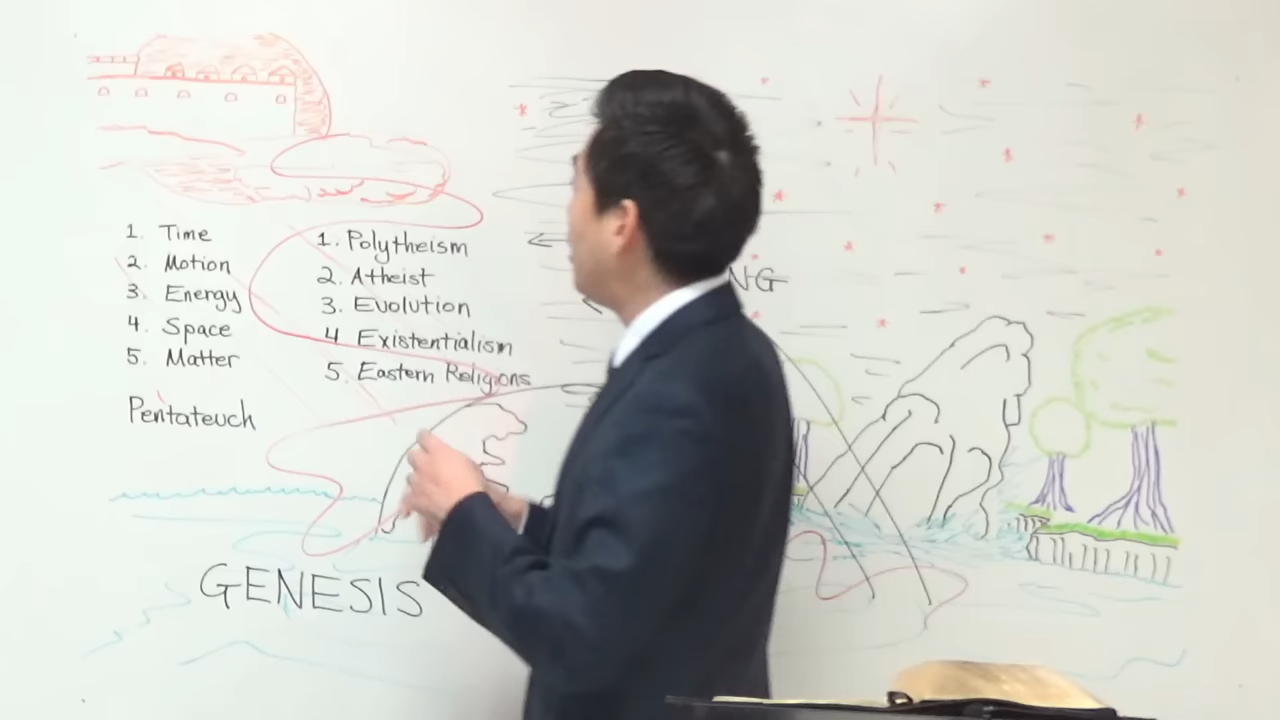 1. Time
2. Motion
3. Energy
4. Space
5. Matter
Pentateuch
1. Polytheism
2. Atheist
3. Evolution
4 Existentialism
5. Eastern Religions
NG
GENESIS